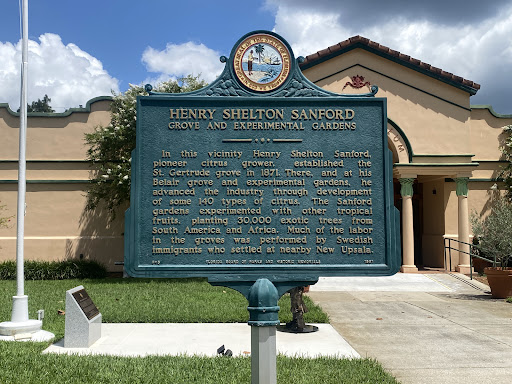 HENRY SHELTON SANFORD
GROVE AND EXPERIMENTAL GARDENS
In this vicinity Henry Shelton Sanford,
pioneer citrus grower, established the
St. Gertrude grove in 1871. There, and at his
Belair grove and experimental gardens, he
advanced the industry through development
of some 140 types of citrus. The Sanford
gardens experimented with other tropical
fruits, planting 30,000 exotic trees from
South America and Africa. Much of the labor
in the groves was performed by Swedish
immigrants who settled at nearby New Upsala.
FLORIDA BOARD OF PARKS AND HISTORIC MEMORIALS